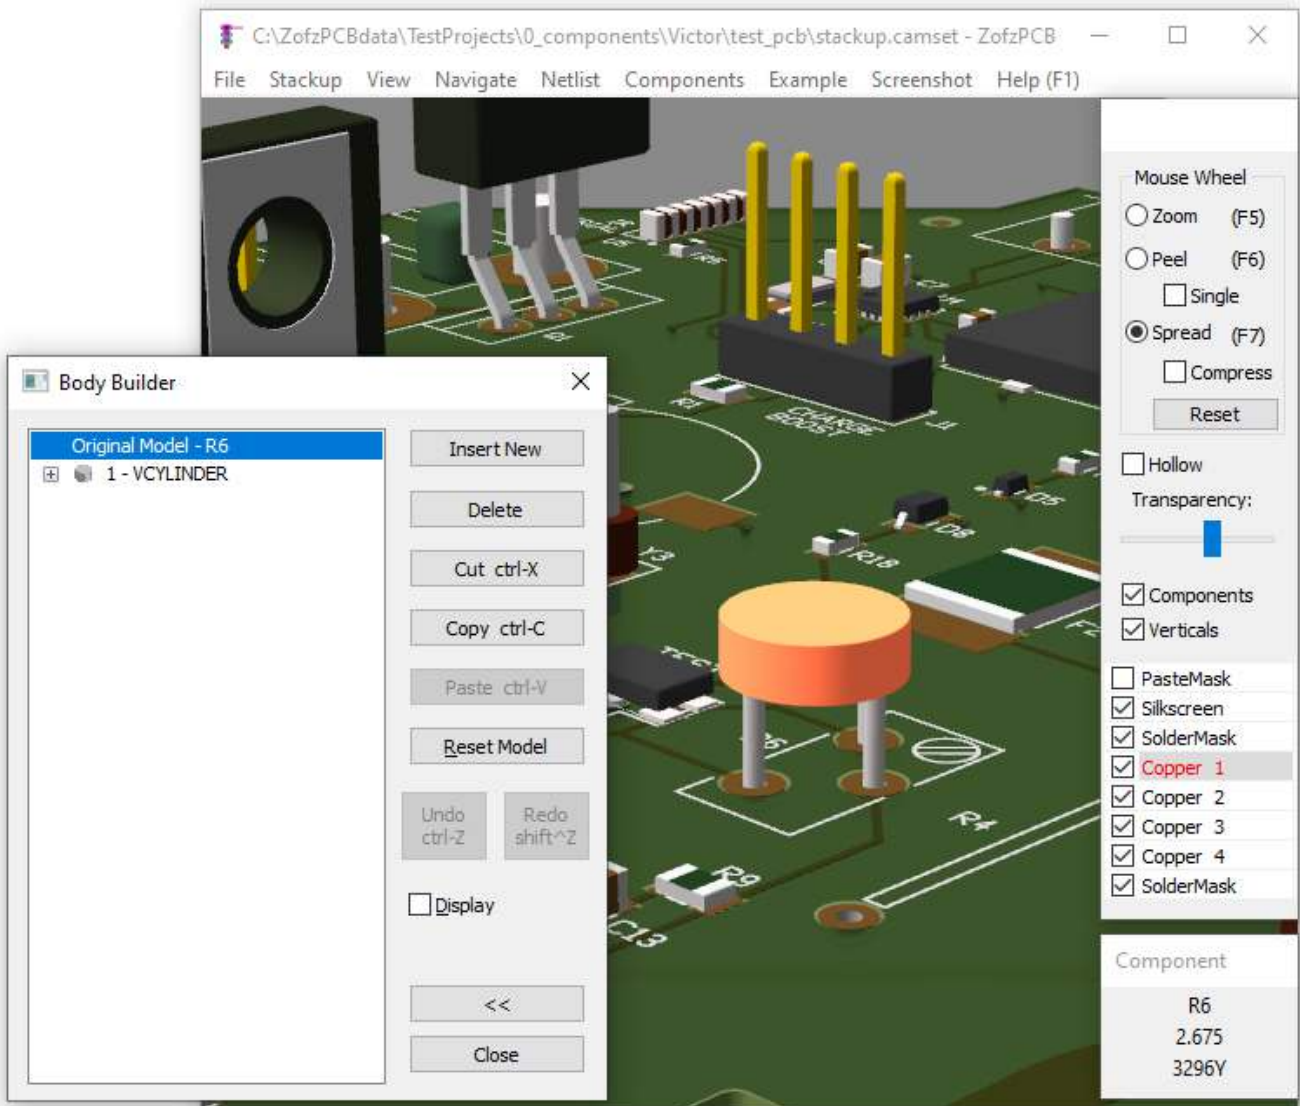 C:\ZofzPCBdata\TestProjects\0_components\Victor\test_pcb\stackup.camset - ZofzPCB
File Stackup View Navigate Netlist Components Example Screenshot Help (F1)
Mouse Wheel
Zoom (F5)
Peel (F6)
Single
Spread (F7)
Compress
Reset
Hollow
Transparency:
Components
Verticals
PasteMask
Silkscreen
SolderMask
Copper 1
Copper 2
Copper 3
Copper 4
SolderMask
Component
R6
2.675
3296Y
Body Builder
Original Model - R6
1 - VCYLINDER
Insert New
Delete
Cut ctrl-X
Copy ctrl-C
Paste ctrl-V
Reset Model
Undo
ctrl-Z
Redo
shift^Z
Display
<<
Close
Q1
R1
CHARGE
BOOST
J1
D5
D8
R18
Y3
R4
R9
C13